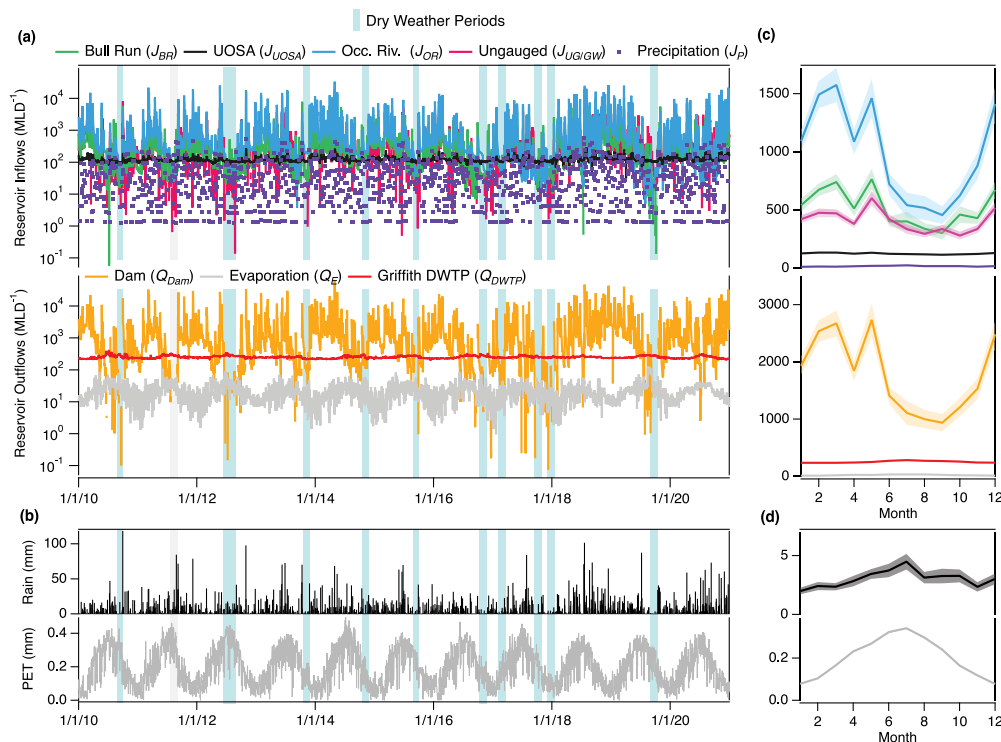 Dry Weather Periods
(a)
Bull Run (J_BR) UOSA (J_UOSA) Occ. Riv. (J_OR) Ungauged (J_UG/GW) Precipitation (J_P)
(c)
Reservoir Inflows (MLD⁻¹)
10⁴
10³
10²
10¹
10⁰
10⁻¹
1500
1000
500
0
Dam (Q_Dam) Evaporation (Q_E) Griffith DWTP (Q_DWTP)
Reservoir Outflows (MLD⁻¹)
10⁴
10³
10²
10¹
10⁰
10⁻¹
3000
2000
1000
0
1/1/10 1/1/12 1/1/14 1/1/16 1/1/18 1/1/20
2 4 6 8 10 12
Month
(b)
(d)
Rain (mm)
100
50
0
5
0
PET (mm)
0.4
0.2
0.0
0.4
0.2
0.0
1/1/10 1/1/12 1/1/14 1/1/16 1/1/18 1/1/20
2 4 6 8 10 12
Month